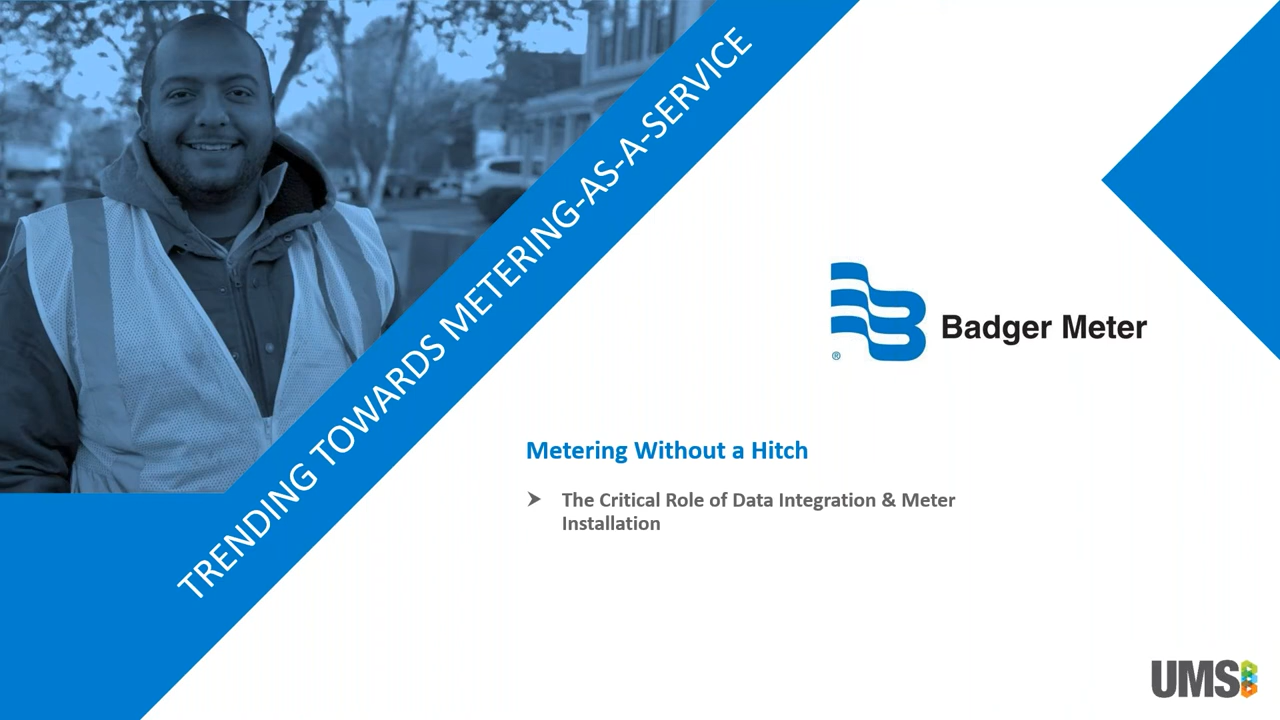 TRENDING TOWARDS METERING-AS-A-SERVICE
Badger Meter
®
Metering Without a Hitch
➤ The Critical Role of Data Integration & Meter
Installation
UMS